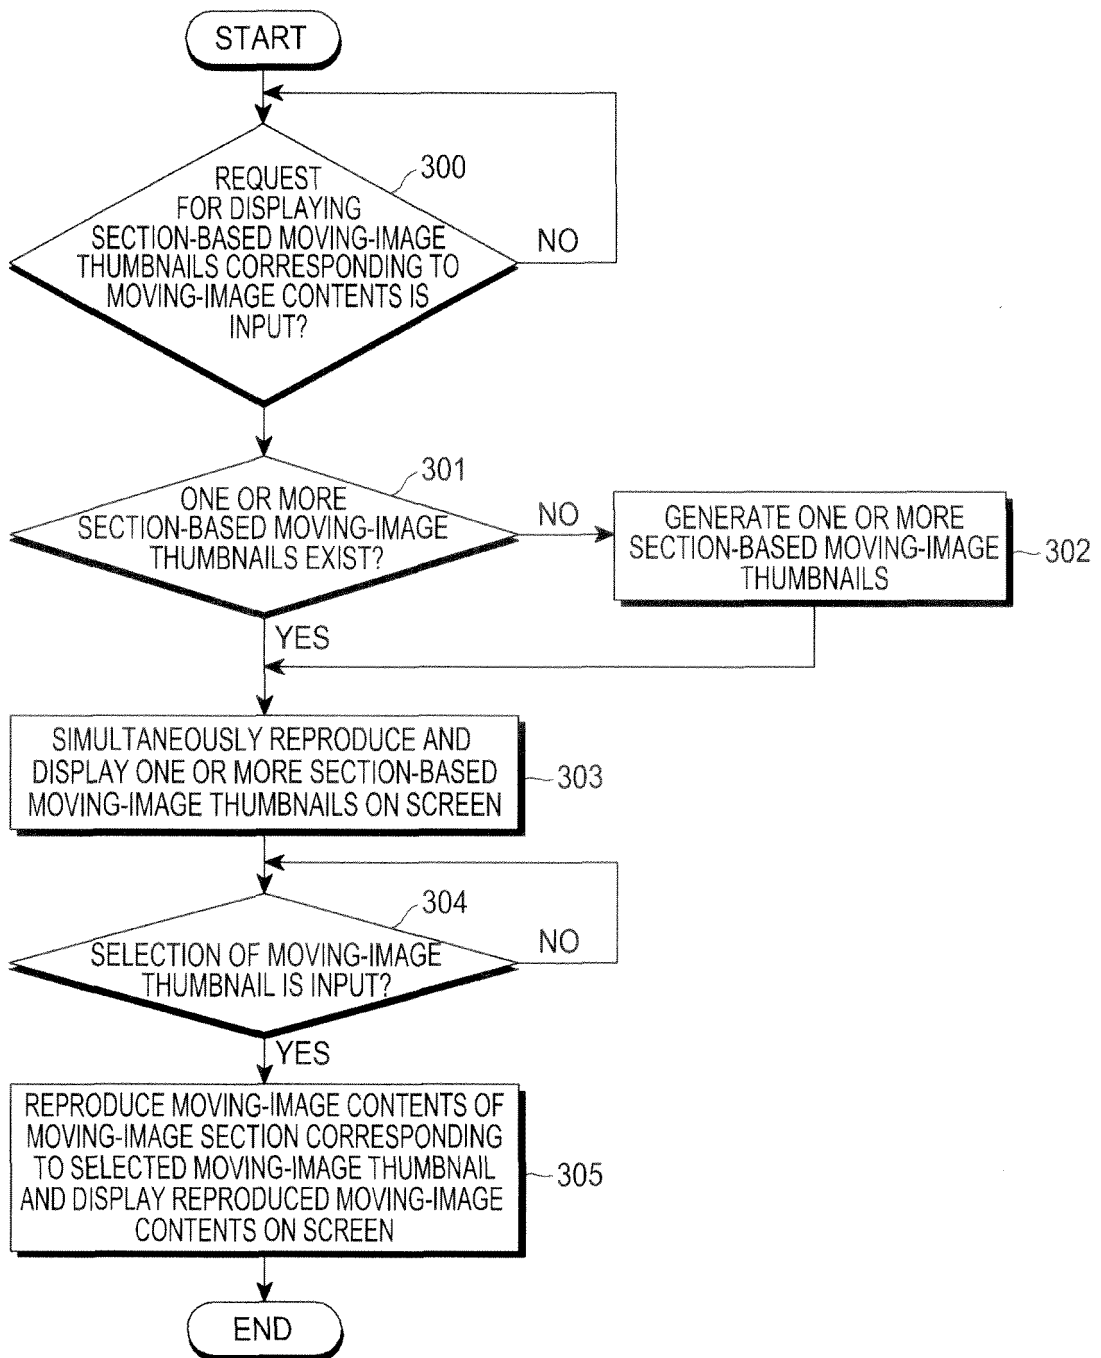 START
300
REQUEST
FOR DISPLAYING
SECTION-BASED MOVING-IMAGE
THUMBNAILS CORRESPONDING TO
MOVING-IMAGE CONTENTS IS
INPUT?
NO
301
ONE OR MORE
SECTION-BASED MOVING-IMAGE
THUMBNAILS EXIST?
NO
GENERATE ONE OR MORE
SECTION-BASED MOVING-IMAGE
THUMBNAILS
302
YES
SIMULTANEOUSLY REPRODUCE AND
DISPLAY ONE OR MORE SECTION-BASED
MOVING-IMAGE THUMBNAILS ON SCREEN
303
304
SELECTION OF MOVING-IMAGE
THUMBNAIL IS INPUT?
NO
YES
REPRODUCE MOVING-IMAGE CONTENTS OF
MOVING-IMAGE SECTION CORRESPONDING
TO SELECTED MOVING-IMAGE THUMBNAIL
AND DISPLAY REPRODUCED MOVING-IMAGE
CONTENTS ON SCREEN
305
END